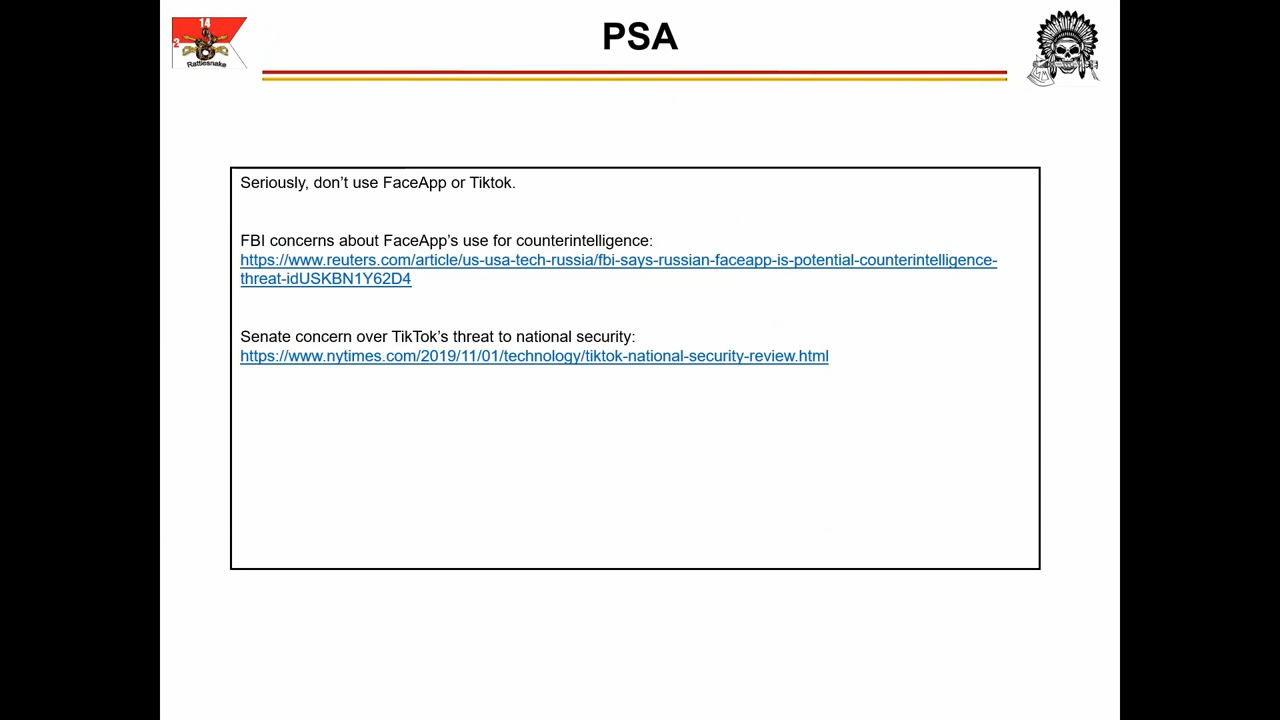 14
PSA
2
Rattlesnake
Seriously, don’t use FaceApp or Tiktok.
FBI concerns about FaceApp’s use for counterintelligence:
https://www.reuters.com/article/us-usa-tech-russia/fbi-says-russian-faceapp-is-potential-counterintelligence-
threat-idUSKBN1Y62D4
Senate concern over TikTok’s threat to national security:
https://www.nytimes.com/2019/11/01/technology/tiktok-national-security-review.html